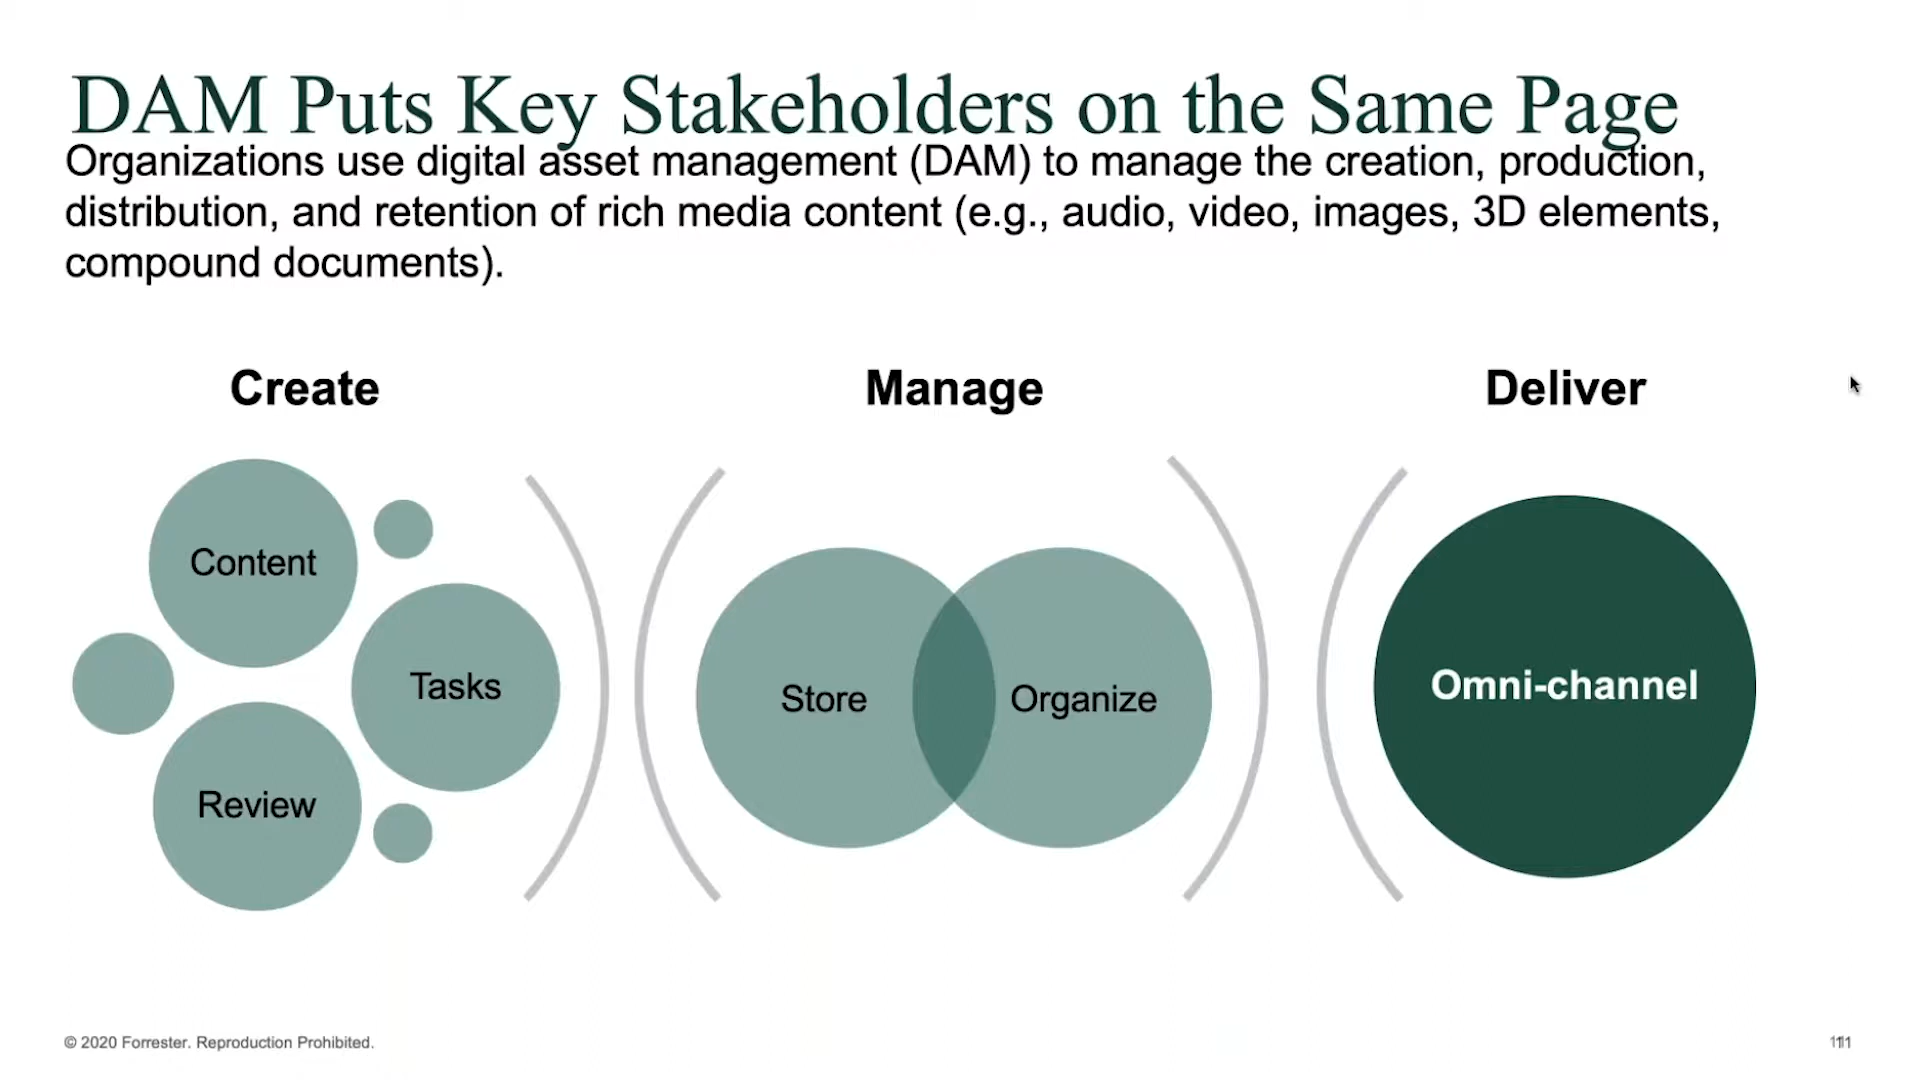 DAM Puts Key Stakeholders on the Same Page
Organizations use digital asset management (DAM) to manage the creation, production,
distribution, and retention of rich media content (e.g., audio, video, images, 3D elements,
compound documents).
Create
Manage
Deliver
Content
Tasks
Review
Store
Organize
Omni-channel
© 2020 Forrester. Reproduction Prohibited.